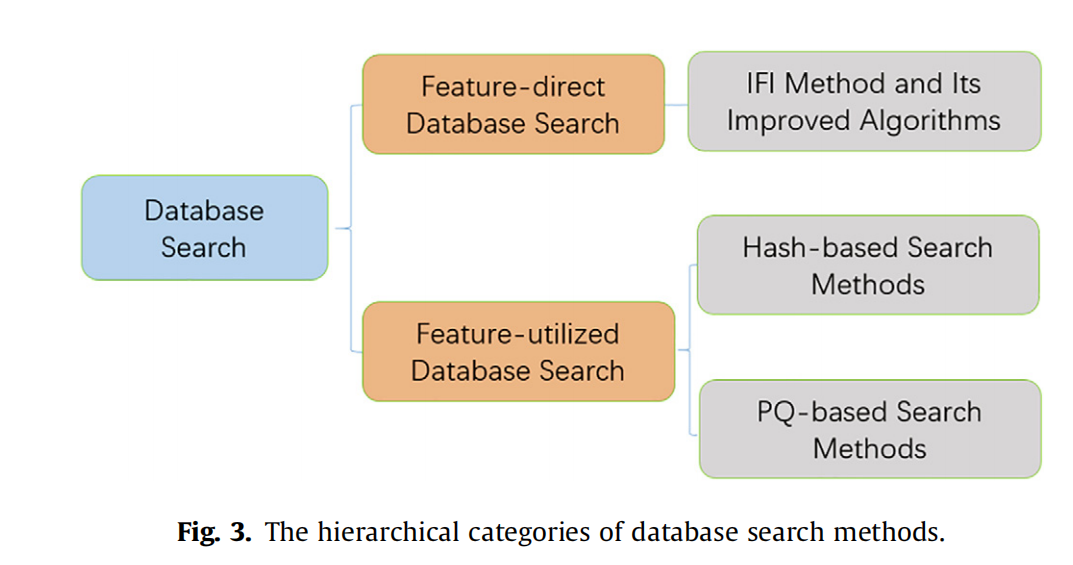 Feature-direct
Database Search
IFI Method and Its
Improved Algorithms
Database
Search
Hash-based Search
Methods
Feature-utilized
Database Search
PQ-based Search
Methods
Fig. 3. The hierarchical categories of database search methods.